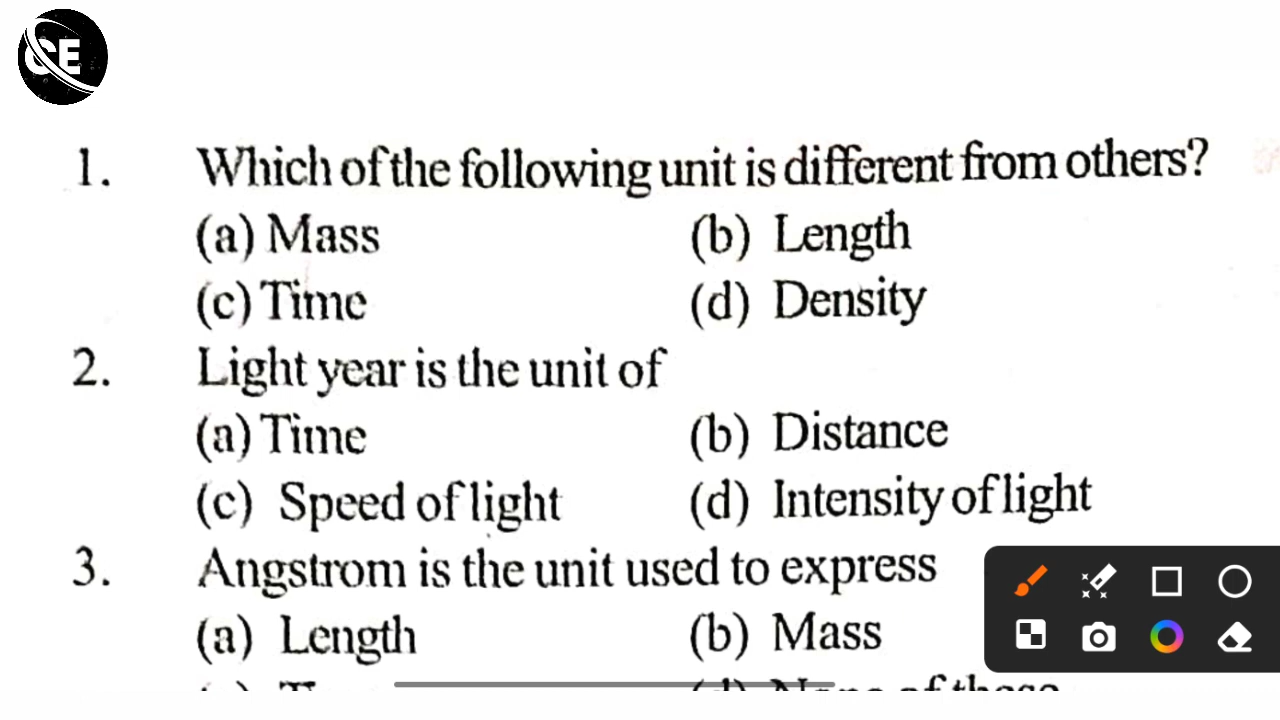 CE
1. Which of the following unit is different from others?
(a) Mass (b) Length
(c) Time (d) Density
2. Light year is the unit of
(a) Time (b) Distance
(c) Speed of light (d) Intensity of light
3. Angstrom is the unit used to express
(a) Length (b) Mass